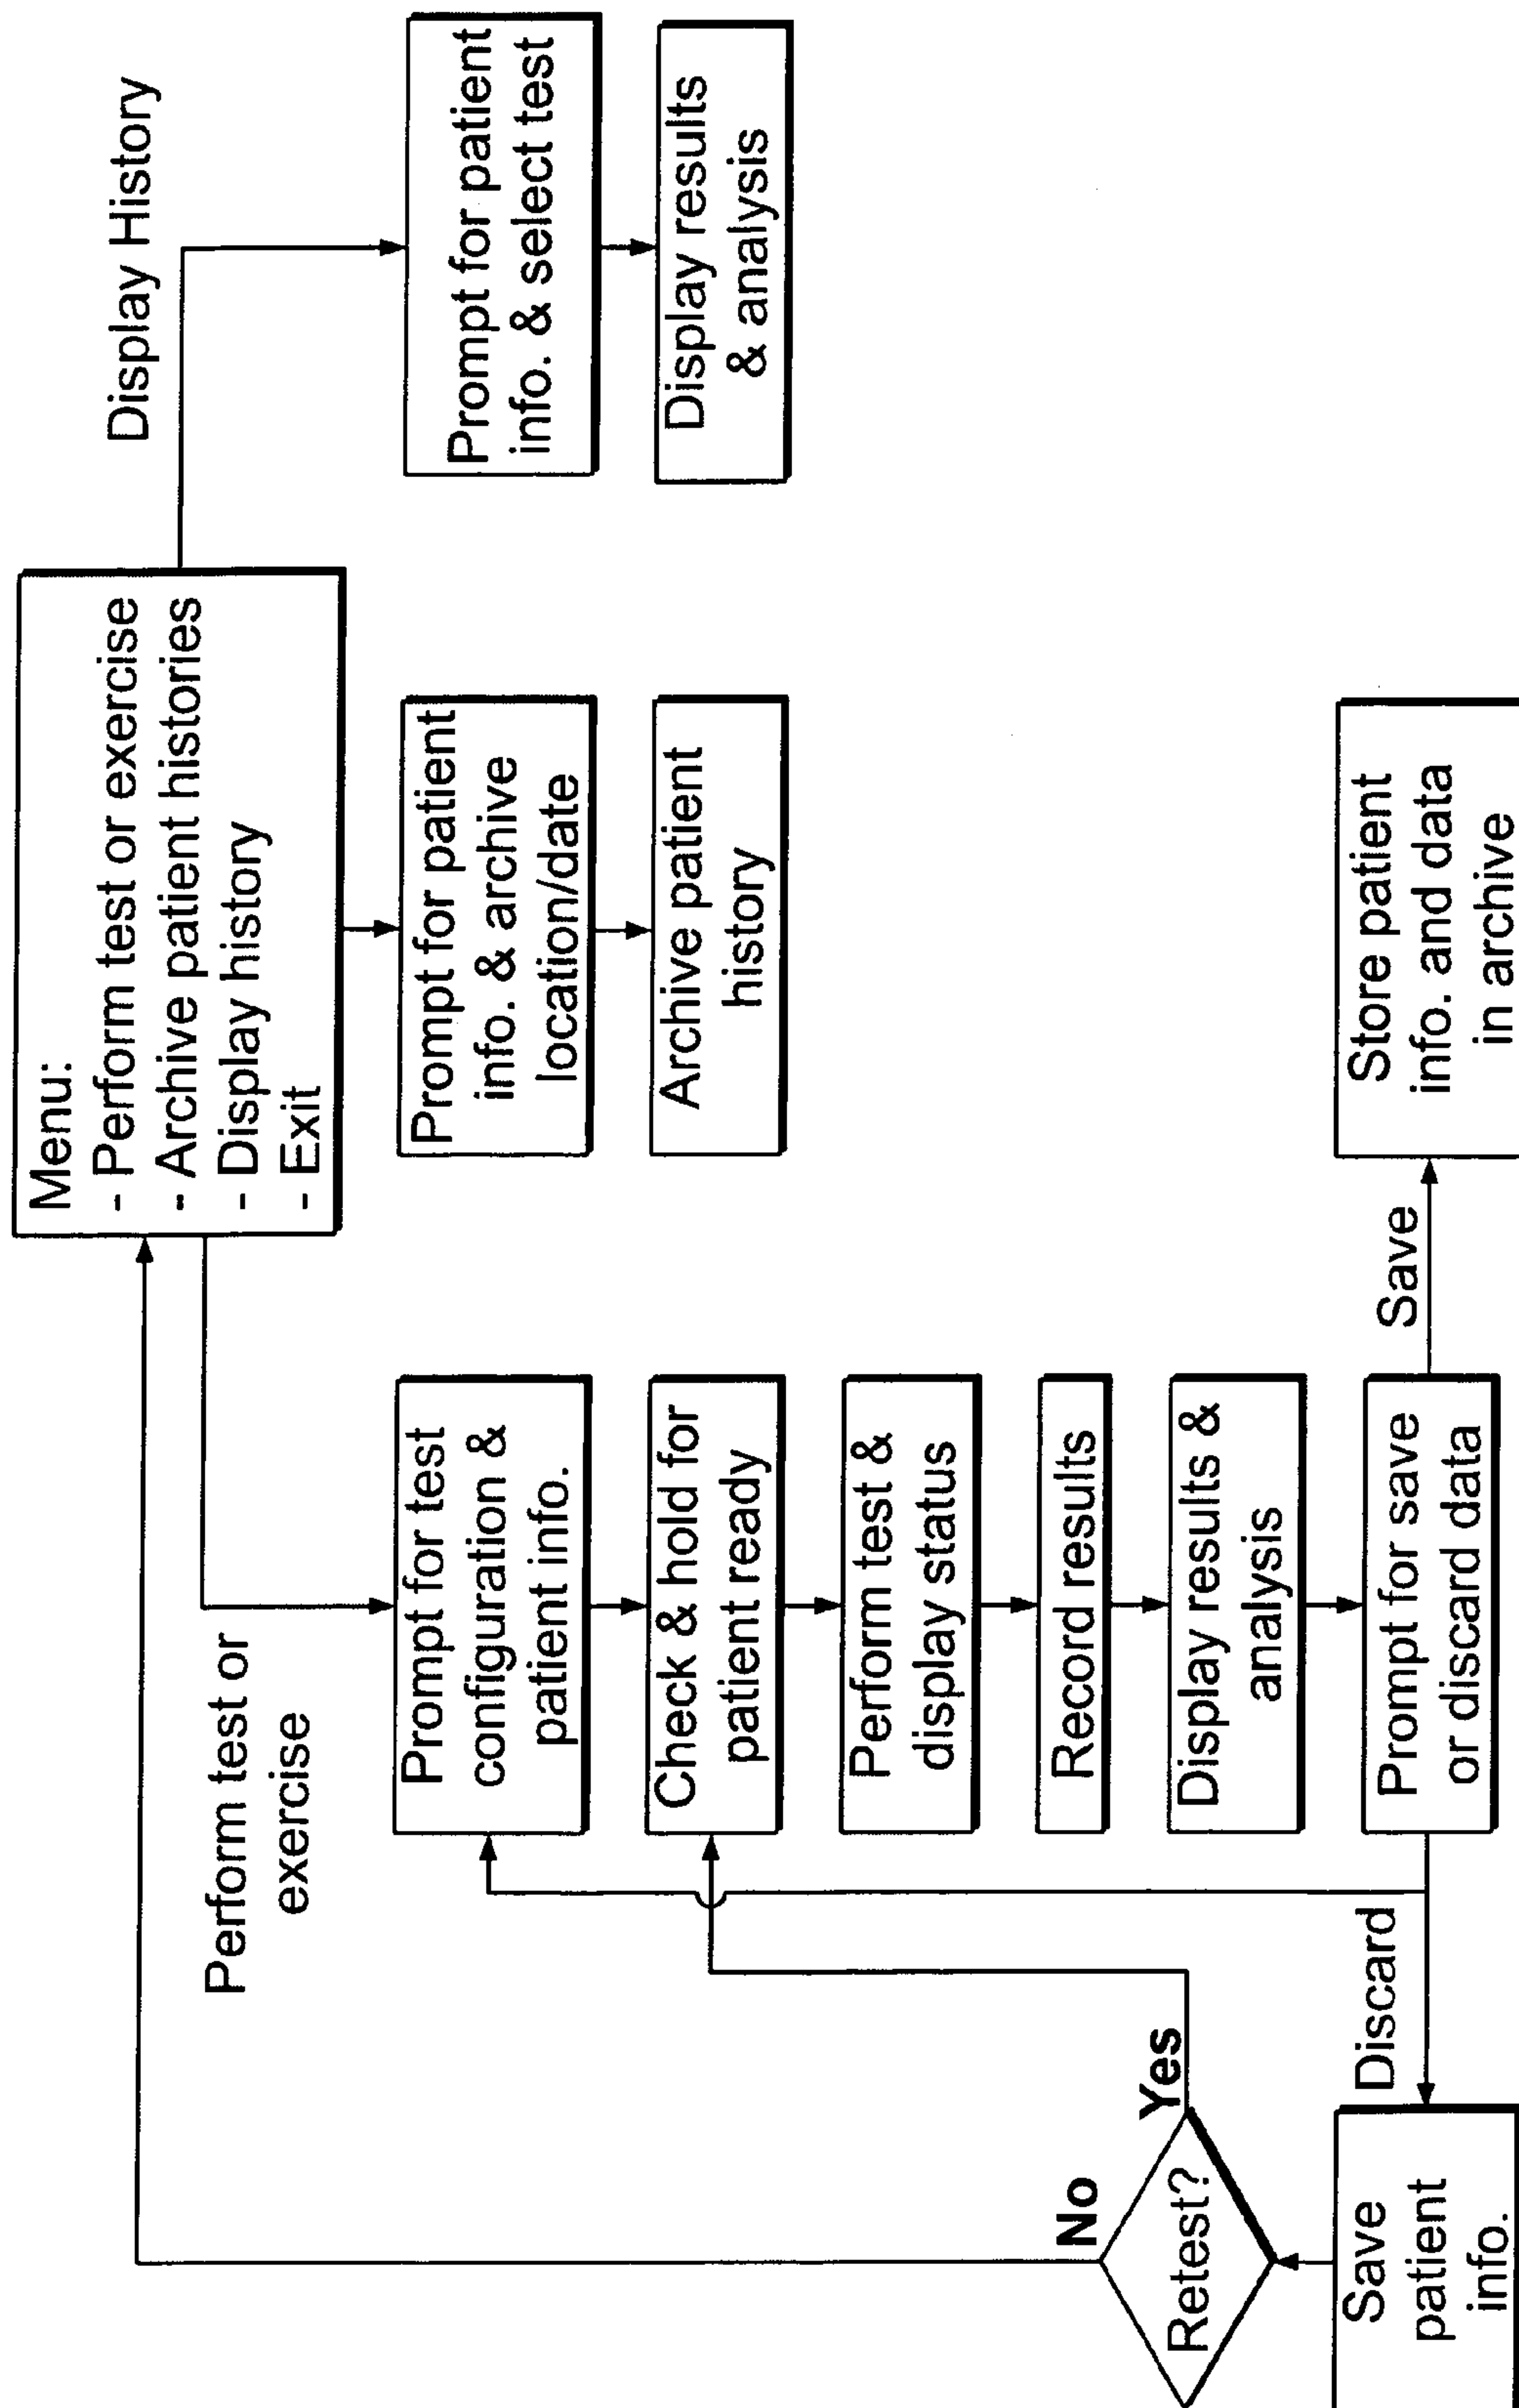 Menu:
- Perform test or exercise
- Archive patient histories
- Display history
- Exit
Display History
Perform test or
exercise
Prompt for test
configuration &
patient info.
Check & hold for
patient ready
Perform test &
display status
Record results
Display results &
analysis
Prompt for save
or discard data
Save
Discard
Store patient
info. and data
in archive
Save
patient
info.
Retest?
No
Yes
Prompt for patient
info. & archive
location/date
Archive patient
history
Prompt for patient
info. & select test
Display results
& analysis